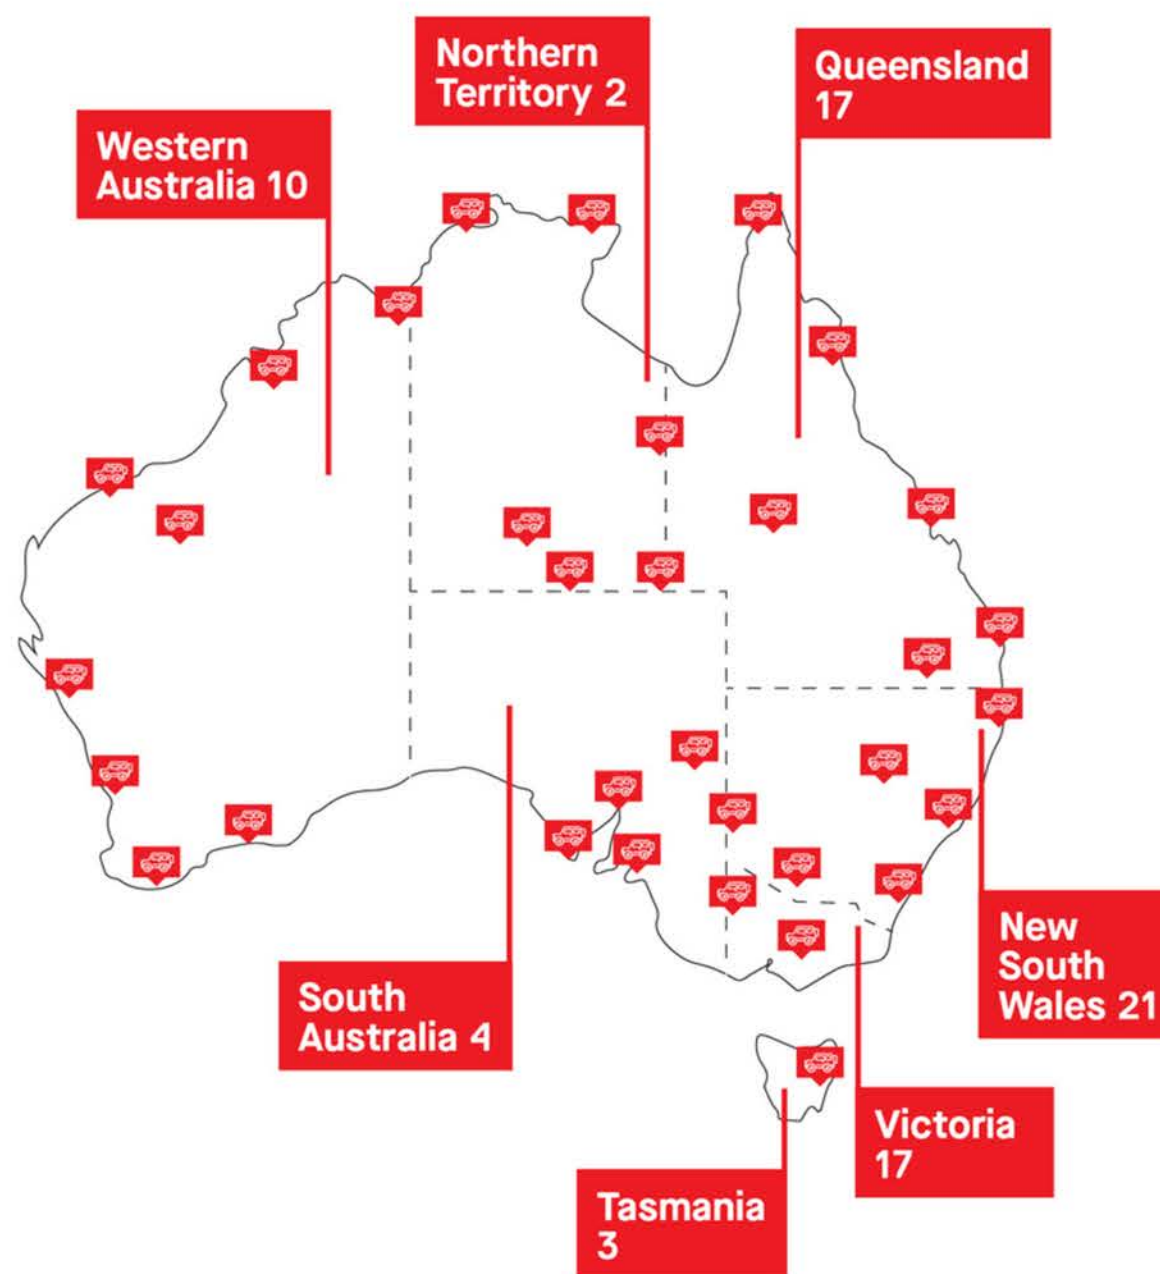 Northern
Territory 2
Queensland
17
Western
Australia 10
New
South
Wales 21
South
Australia 4
Victoria
17
Tasmania
3